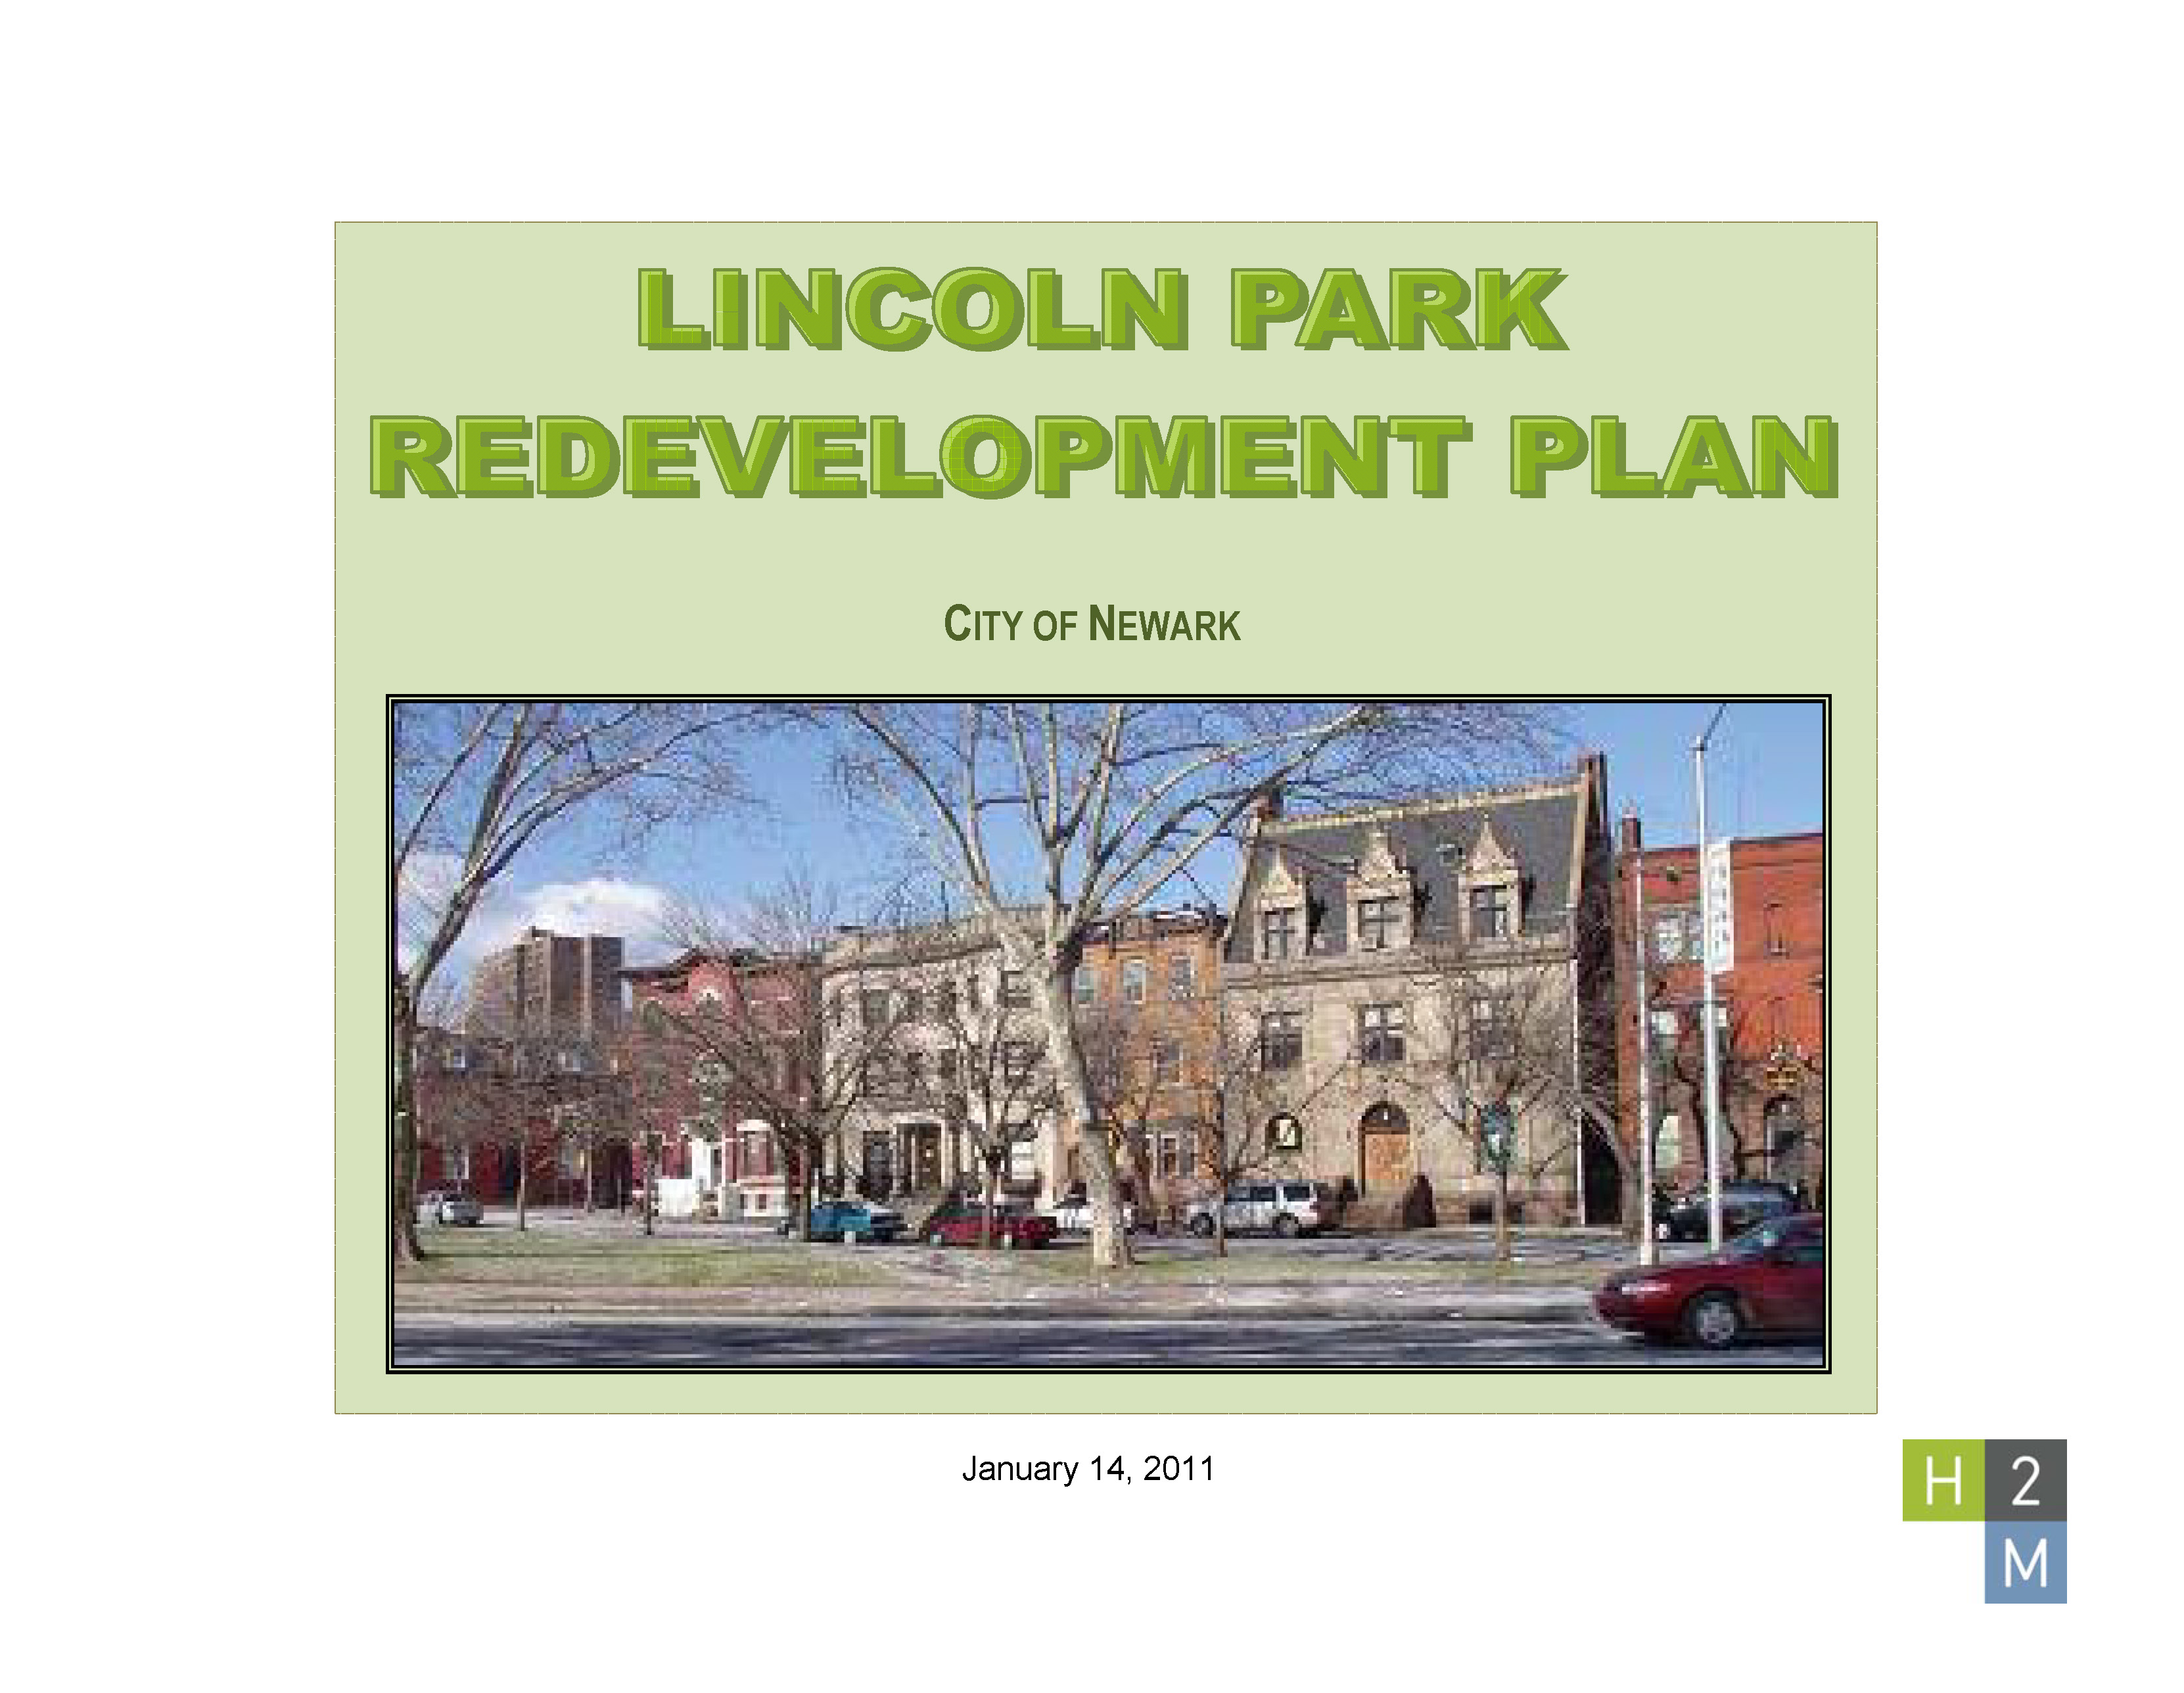 LINCOLN PARK
REDEVELOPMENT PLAN
CITY OF NEWARK
January 14, 2011
H 2
M